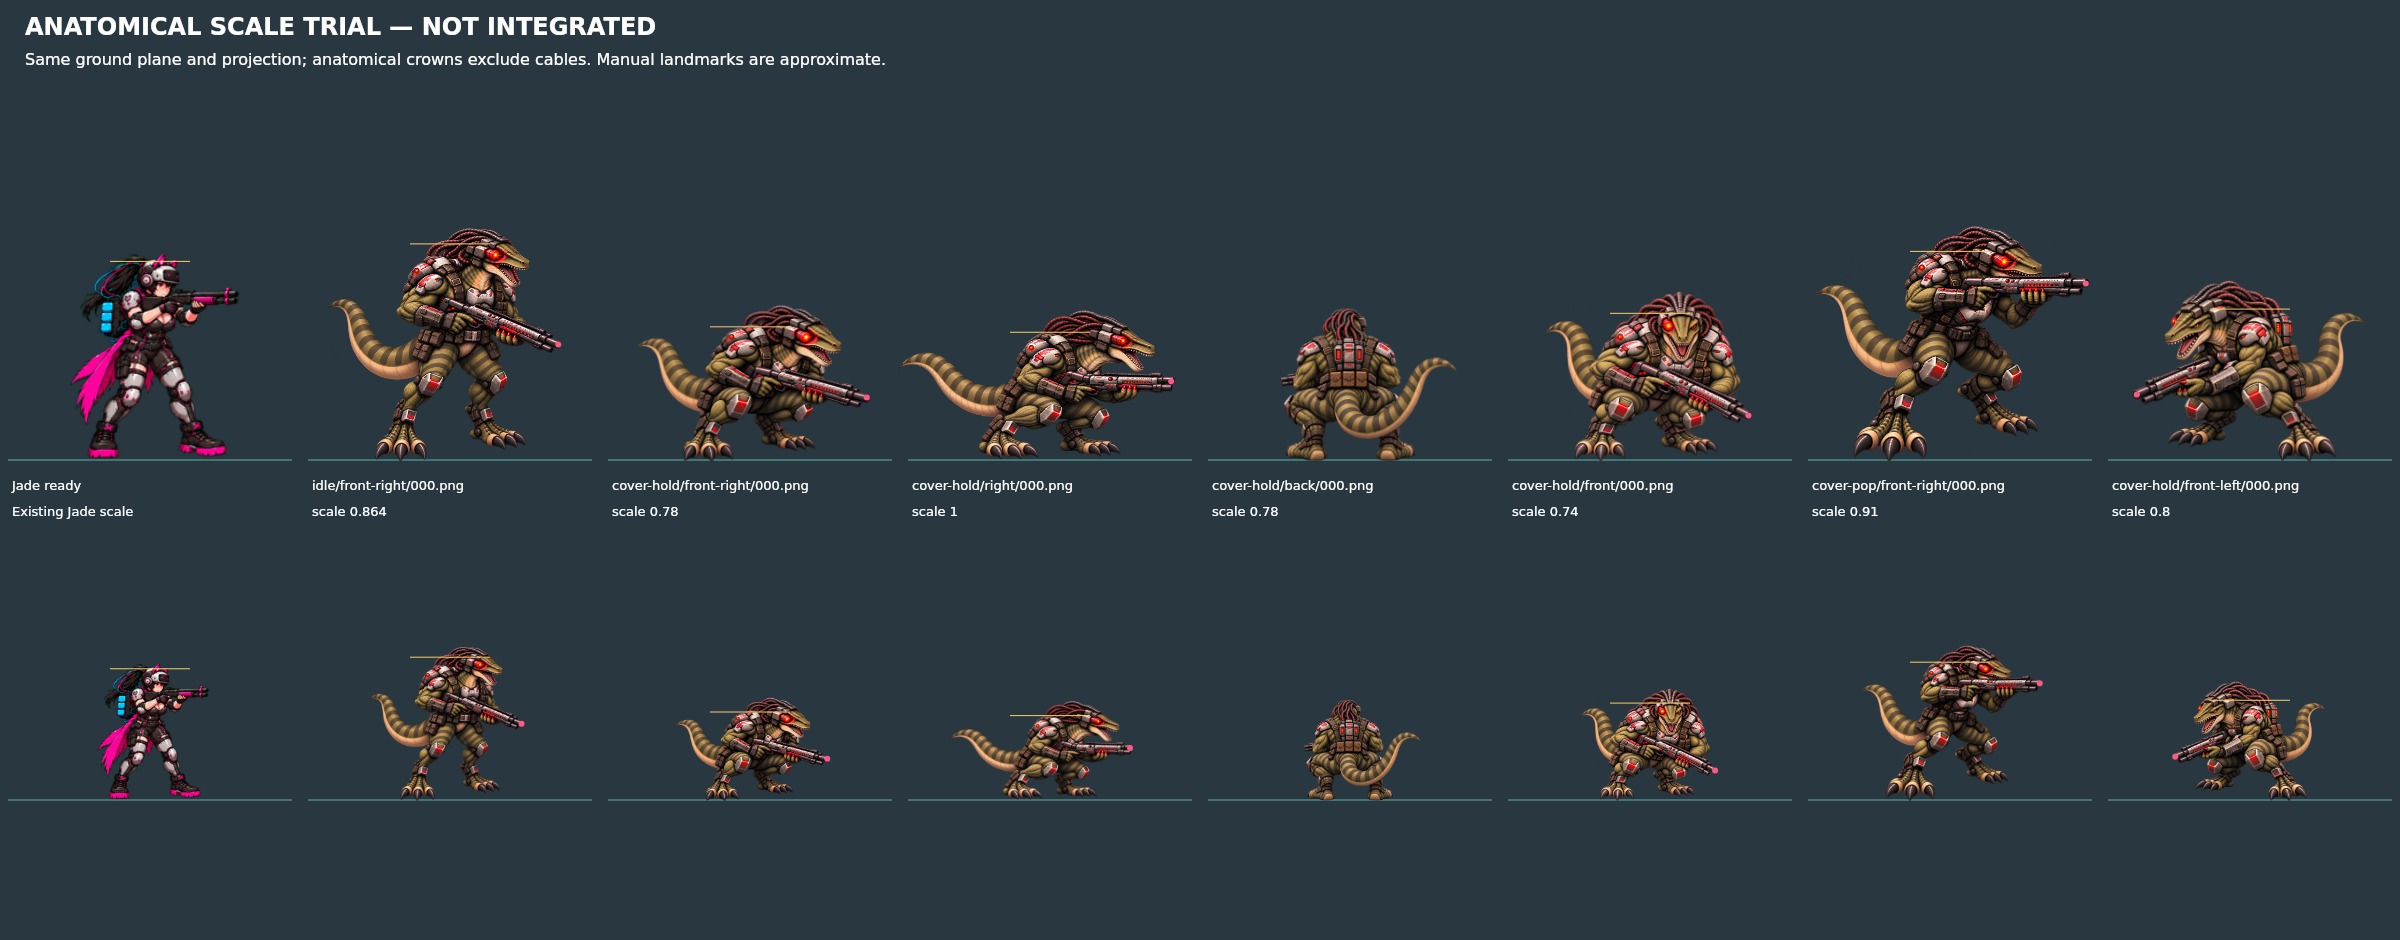 ANATOMICAL SCALE TRIAL — NOT INTEGRATED
Same ground plane and projection; anatomical crowns exclude cables. Manual landmarks are approximate.
Jade ready
Existing Jade scale
idle/front-right/000.png
scale 0.864
cover-hold/front-right/000.png
scale 0.78
cover-hold/right/000.png
scale 1
cover-hold/back/000.png
scale 0.78
cover-hold/front/000.png
scale 0.74
cover-pop/front-right/000.png
scale 0.91
cover-hold/front-left/000.png
scale 0.8